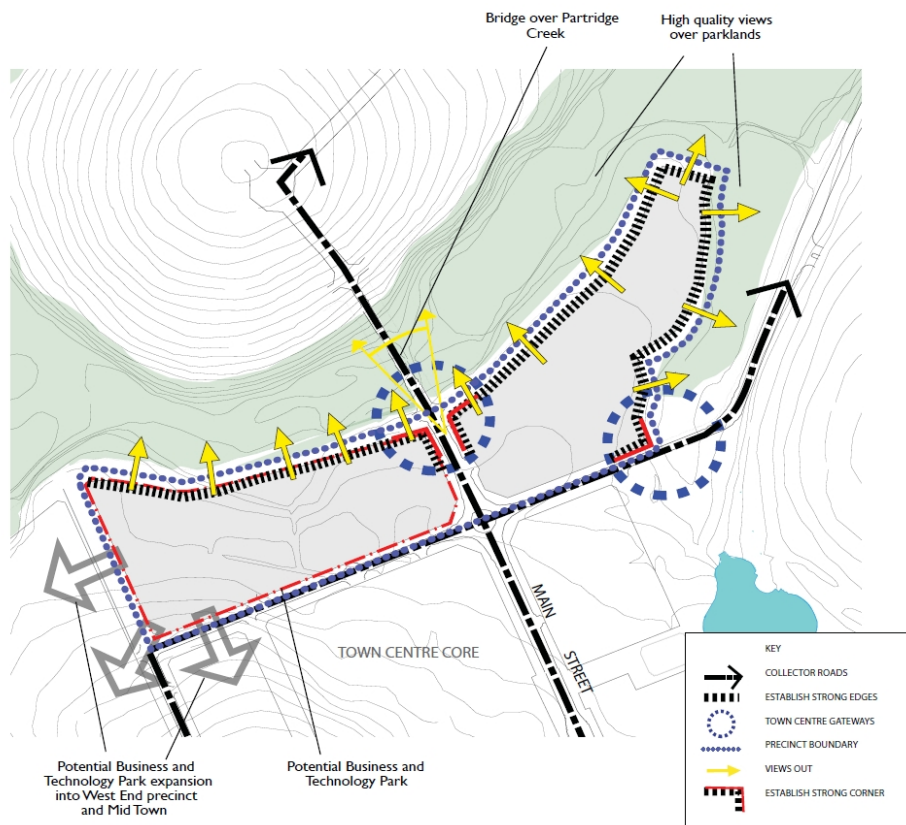 Bridge over Partridge
Creek
High quality views
over parklands
MAIN
STREET
TOWN CENTRE CORE
Potential Business and
Technology Park expansion
into West End precinct
and Mid Town
Potential Business and
Technology Park
KEY
COLLECTOR ROADS
ESTABLISH STRONG EDGES
TOWN CENTRE GATEWAYS
PRECINCT BOUNDARY
VIEWS OUT
ESTABLISH STRONG CORNER